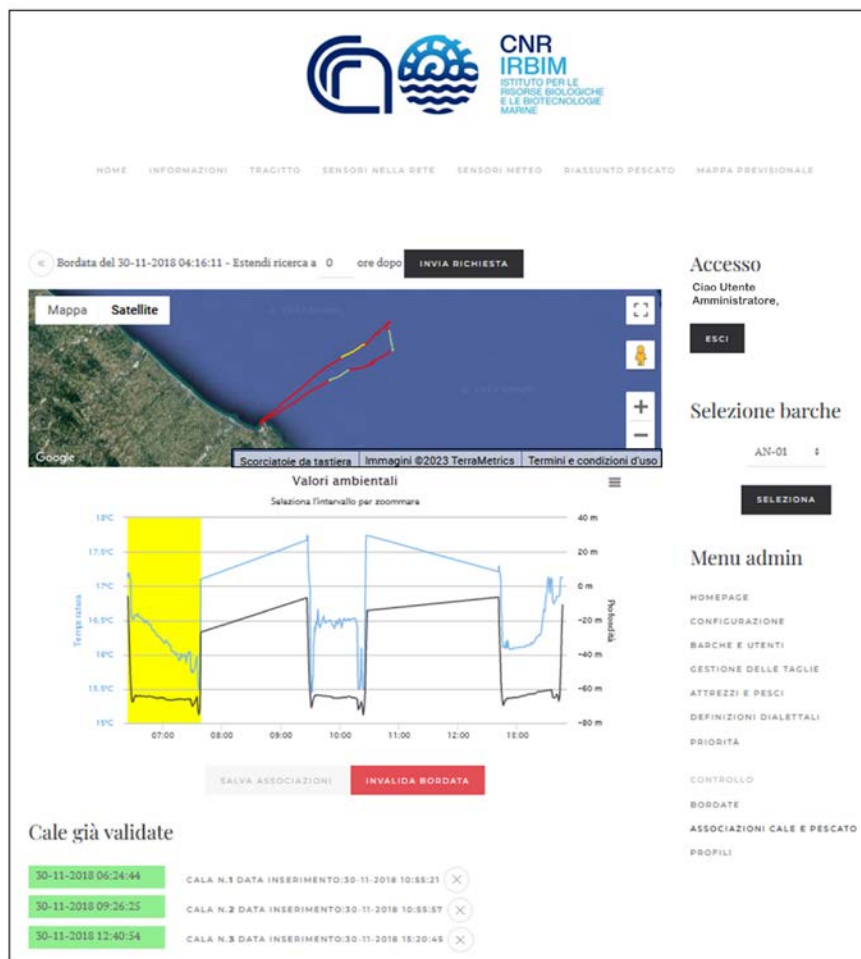 CNR
IRBIM
ISTITUTO PER LE
RISORSE BIOLOGICHE
E LE BIOTECNOLOGIE
MARINE
HOME INFORMAZIONI TRAGITTO SENSORI NELLA RETE SENSORI METEO RIASSUNTO PESCATO MAPPA PREVISIONALE
« Bordata del 30-11-2018 04:16:11 - Estendi ricerca a 0 ore dopo INVIA RICHIESTA
Mappa Satellite
Google
Scorciatoie da tastiera Immagini ©2023 TerraMetrics Termini e condizioni d'uso
Valori ambientali
Seleziona l'intervallo per zoommare
18°C
17.5°C
17°C
16.5°C
16°C
15.5°C
15°C
Temperatura
40 m
20 m
0 m
-20 m
-40 m
-60 m
-80 m
Profondità
07:00 08:00 09:00 10:00 11:00 12:00 13:00
SALVA ASSOCIAZIONI INVALIDA BORDATA
Cale già validate
30-11-2018 06:24:44 CALA N.1 DATA INSERIMENTO:30-11-2018 10:55:21
30-11-2018 09:26:25 CALA N.2 DATA INSERIMENTO:30-11-2018 10:55:57
30-11-2018 12:40:54 CALA N.3 DATA INSERIMENTO:30-11-2018 15:20:45
Accesso
Ciao Utente
Amministratore,
ESCI
Selezione barche
AN-01
SELEZIONA
Menu admin
HOMEPAGE
CONFIGURAZIONE
BARCHE E UTENTI
GESTIONE DELLE TAGLIE
ATTREZZI E PESCI
DEFINIZIONI DIALETTALI
PRIORITÀ
CONTROLLO
BORDATE
ASSOCIAZIONI CALE E PESCATO
PROFILI